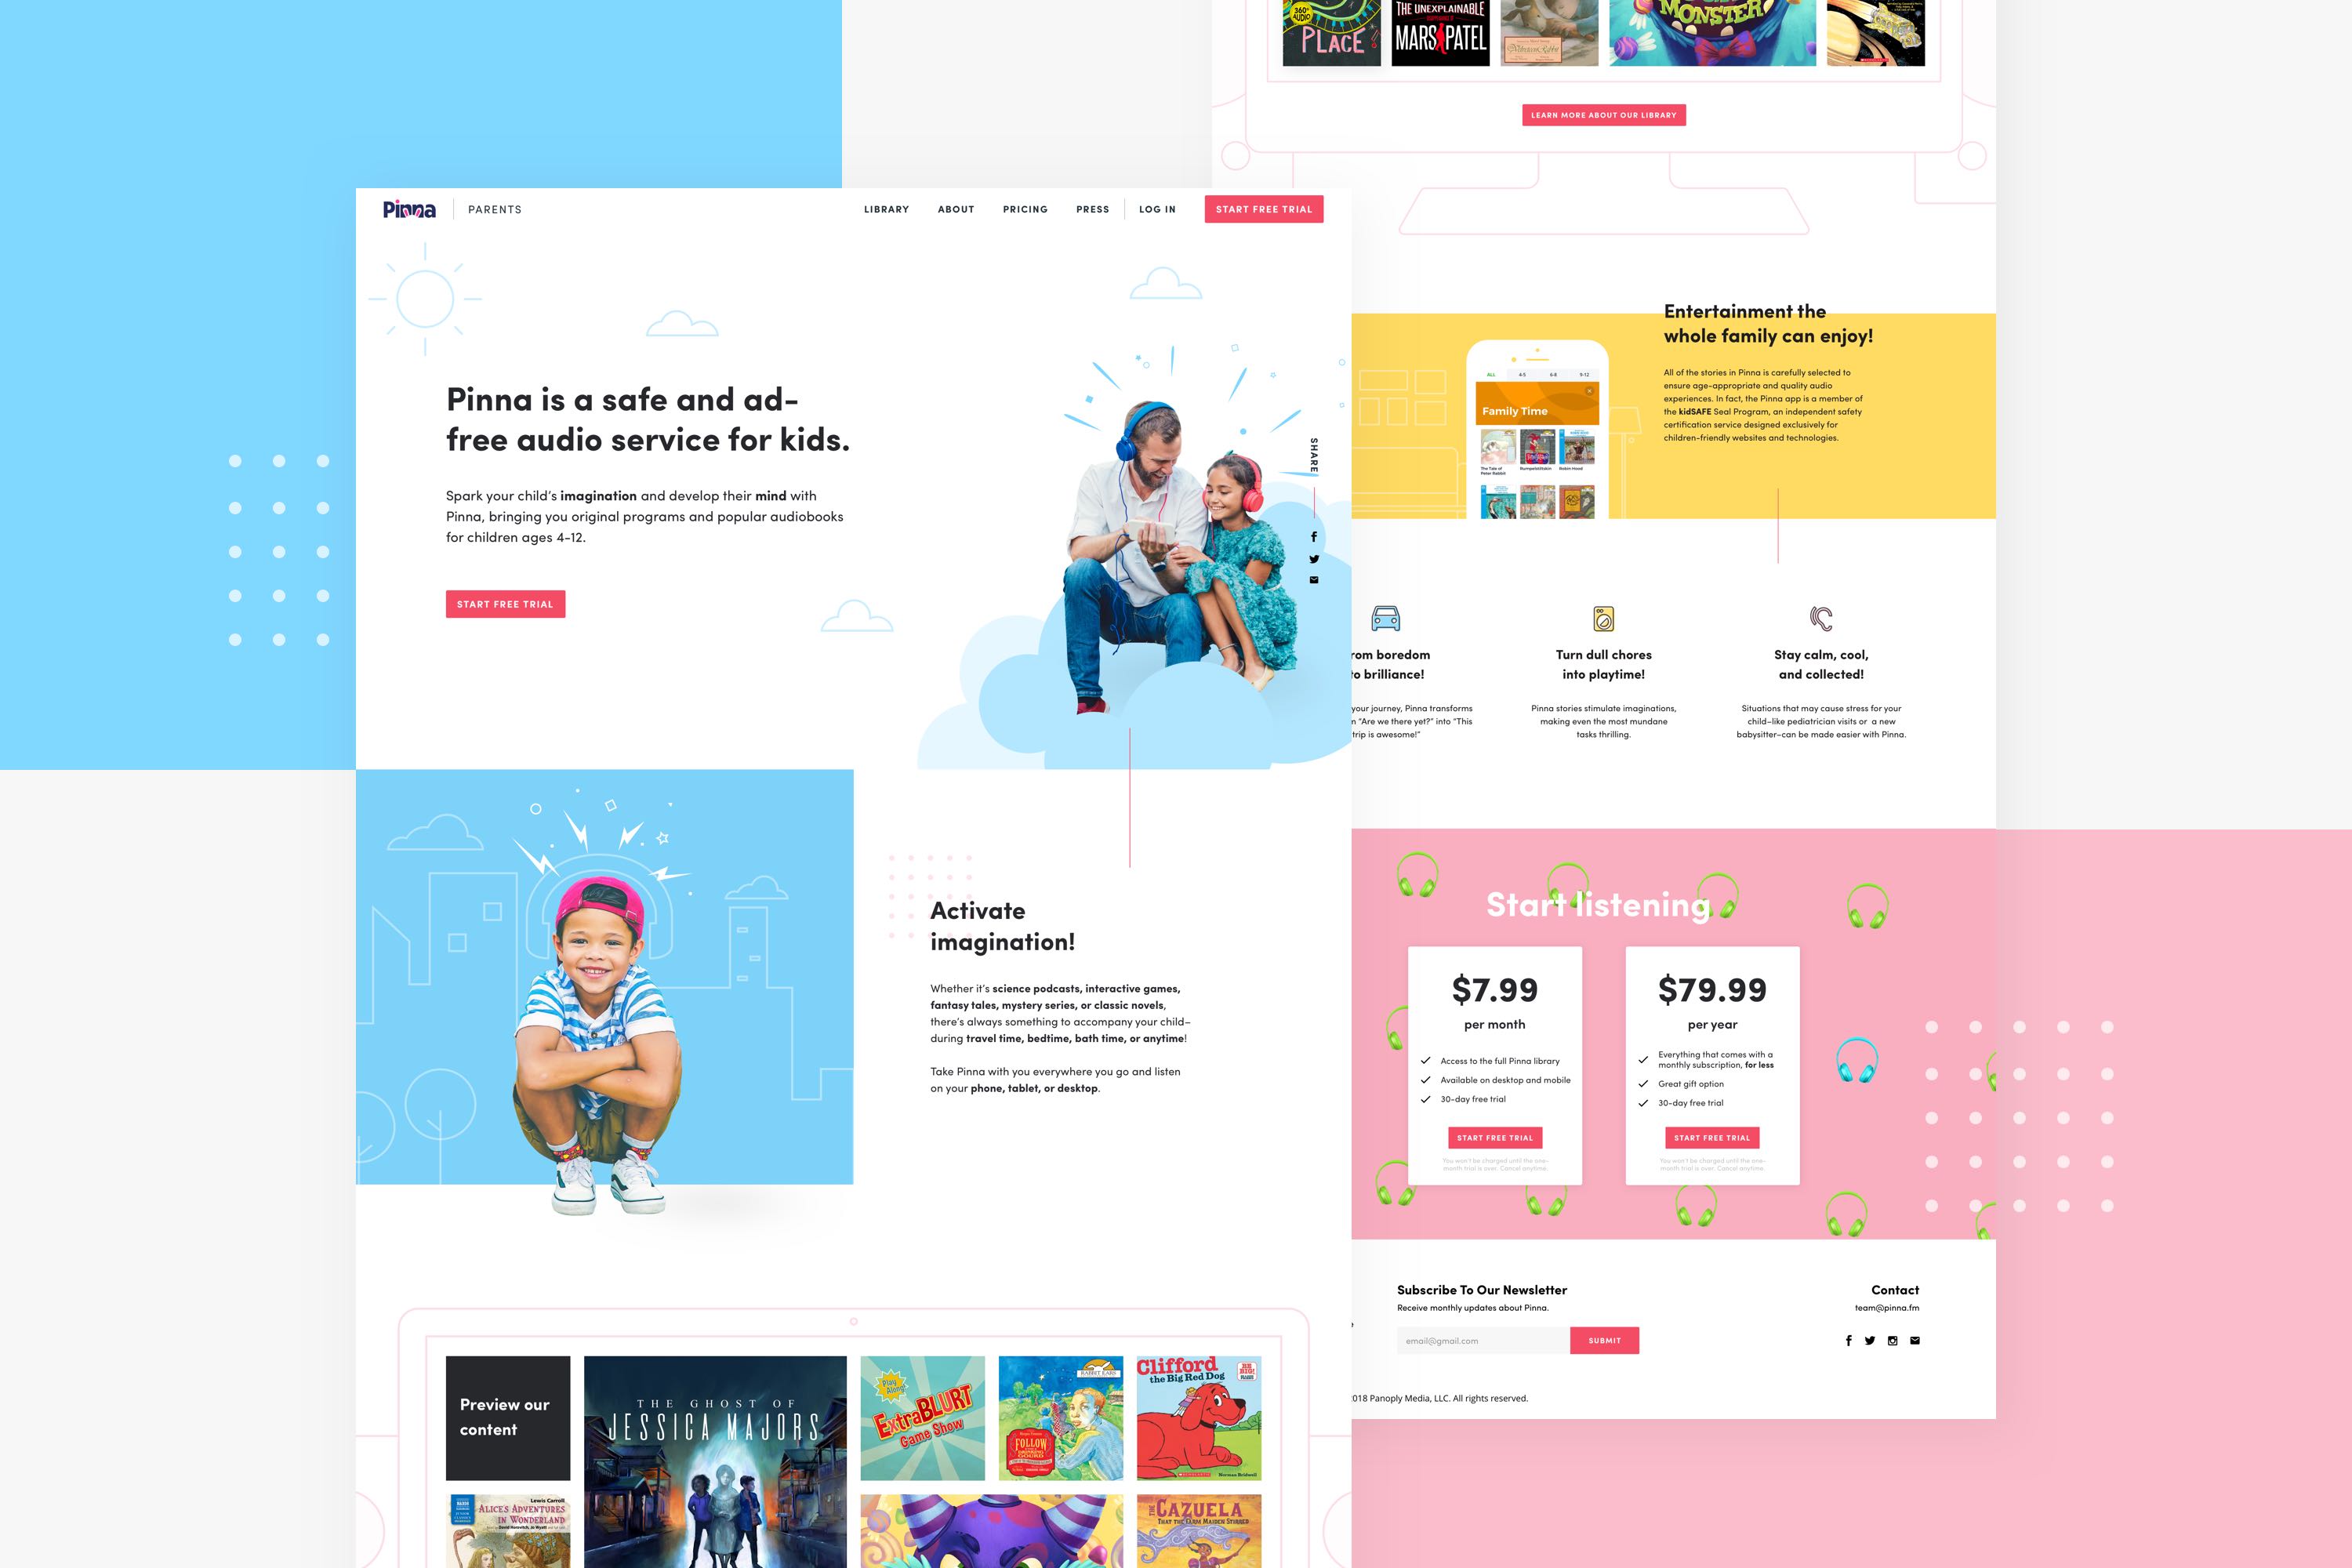 Pinna
PARENTS
LIBRARY
ABOUT
PRICING
PRESS
LOG IN
START FREE TRIAL
Pinna is a safe and ad-
free audio service for kids.
Spark your child's imagination and develop their mind with
Pinna, bringing you original programs and popular audiobooks
for children ages 4-12.
START FREE TRIAL
SHARE
Activate
imagination!
Whether it's science podcasts, interactive games,
fantasy tales, mystery series, or classic novels,
there's always something to accompany your child–
during travel time, bedtime, bath time, or anytime!
Take Pinna with you everywhere you go and listen
on your phone, tablet, or desktop.
Preview our
content
THE GHOST OF
JESSICA MAJORS
Play
Along!
ExtraBLURT
Game Show
RABBIT EARS
FOLLOW
Clifford
the Big Red Dog
BE
BIG!
SCHOLASTIC
Norman Bridwell
Lewis Carroll
ALICE'S ADVENTURES
IN WONDERLAND
THE
CAZUELA
THAT THE FARM MAIDEN STIRRED
360°
AUDIO
PLACE
THE UNEXPLAINABLE
MARS PATEL
MONSTER
SCHOLASTIC
LEARN MORE ABOUT OUR LIBRARY
Entertainment the
whole family can enjoy!
All of the stories in Pinna is carefully selected to
ensure age-appropriate and quality audio
experiences. In fact, the Pinna app is a member of
the kidSAFE Seal Program, an independent safety
certification service designed exclusively for
children-friendly websites and technologies.
ALL
4-5
6-8
9-12
Family Time
The Tale of
Peter Rabbit
Rumpelstiltskin
Robin Hood
rom boredom
to brilliance!
your journey, Pinna transforms
n "Are we there yet?" into "This
trip is awesome!"
Turn dull chores
into playtime!
Pinna stories stimulate imaginations,
making even the most mundane
tasks thrilling.
Stay calm, cool,
and collected!
Situations that may cause stress for your
child–like pediatrician visits or a new
babysitter–can be made easier with Pinna.
Start listening
$7.99
per month
Access to the full Pinna library
Available on desktop and mobile
30-day free trial
START FREE TRIAL
You won't be charged until the one-
month trial is over. Cancel anytime.
$79.99
per year
Everything that comes with a
monthly subscription, for less
Great gift option
30-day free trial
START FREE TRIAL
You won't be charged until the one-
month trial is over. Cancel anytime.
Subscribe To Our Newsletter
Receive monthly updates about Pinna.
email@gmail.com
SUBMIT
Contact
team@pinna.fm
2018 Panoply Media, LLC. All rights reserved.